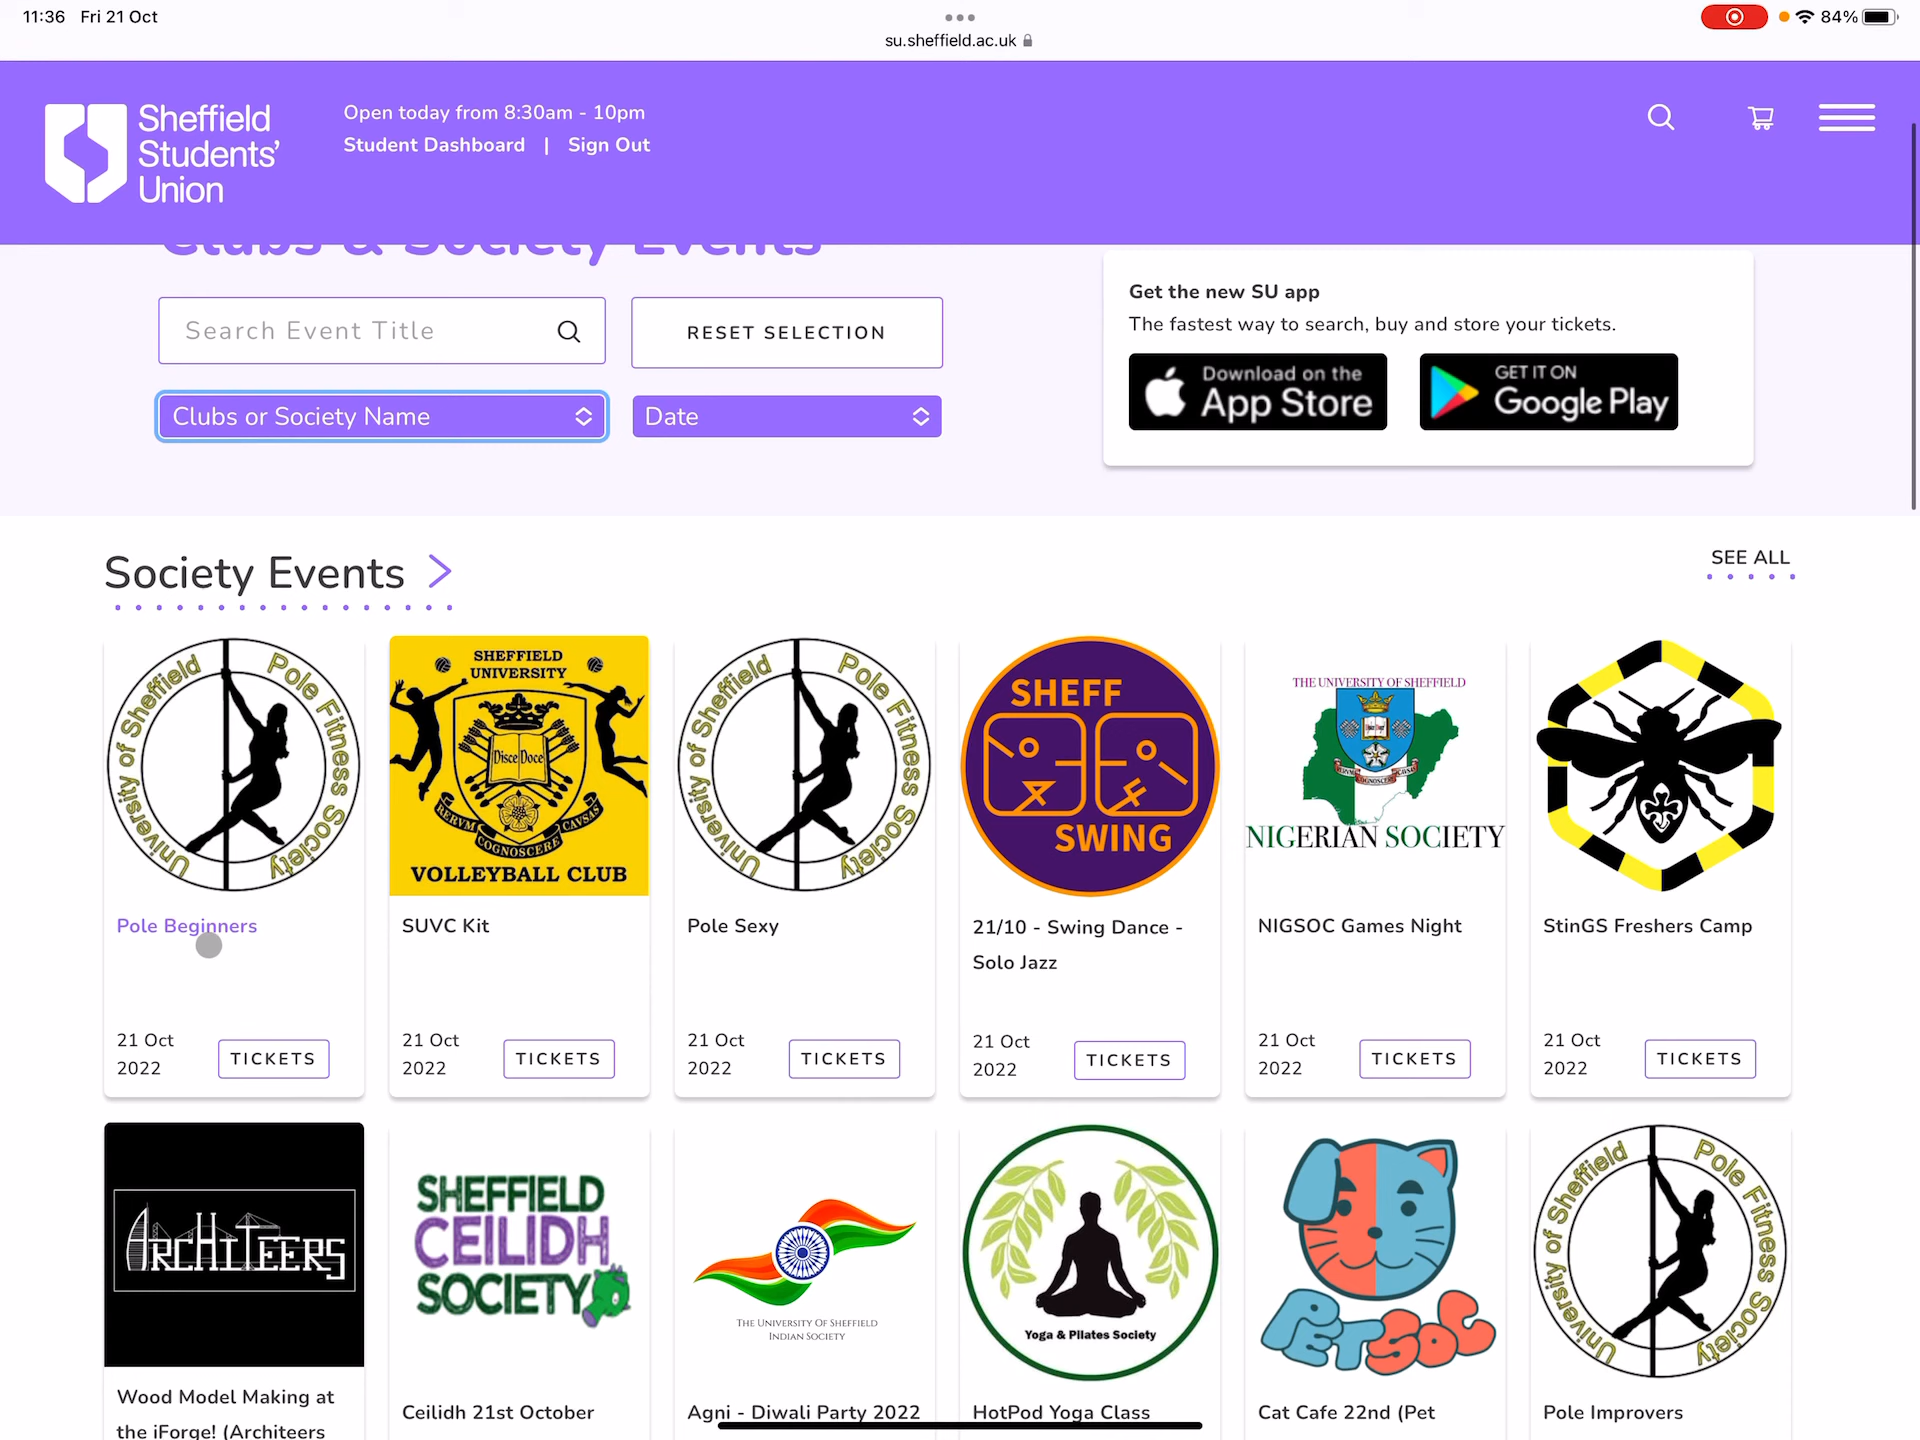 11:36 Fri 21 Oct
84%
su.sheffield.ac.uk
Sheffield
Students'
Union
Open today from 8:30am - 10pm
Student Dashboard | Sign Out
Clubs & Society Events
Search Event Title
RESET SELECTION
Clubs or Society Name
Date
Get the new SU app
The fastest way to search, buy and store your tickets.
Download on the
App Store
GET IT ON
Google Play
Society Events
SEE ALL
University of Sheffield Pole Fitness Society
SHEFFIELD
UNIVERSITY
Disce Doce
RERVM
COGNOSCERE
CAVSAS
VOLLEYBALL CLUB
University of Sheffield Pole Fitness Society
SHEFF
SWING
THE UNIVERSITY OF SHEFFIELD
NIGERIAN SOCIETY
Pole Beginners
SUVC Kit
Pole Sexy
21/10 - Swing Dance -
Solo Jazz
NIGSOC Games Night
StinGS Freshers Camp
21 Oct
2022
TICKETS
21 Oct
2022
TICKETS
21 Oct
2022
TICKETS
21 Oct
2022
TICKETS
21 Oct
2022
TICKETS
21 Oct
2022
TICKETS
ARCHITEERS
SHEFFIELD
CEILIDH
SOCIETY
THE UNIVERSITY OF SHEFFIELD
INDIAN SOCIETY
Yoga & Pilates Society
PETSOC
University of Sheffield Pole Fitness Society
Wood Model Making at
the iForge! (Architeers
Ceilidh 21st October
Agni - Diwali Party 2022
HotPod Yoga Class
Cat Cafe 22nd (Pet
Pole Improvers